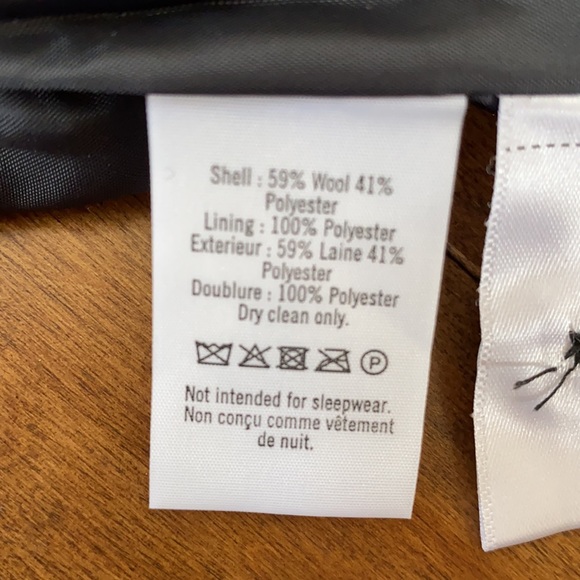 Shell : 59% Wool 41%
Polyester
Lining : 100% Polyester
Exterieur : 59% Laine 41%
Polyester
Doublure : 100% Polyester
Dry clean only.
P
Not intended for sleepwear.
Non conçu comme vêtement
de nuit.